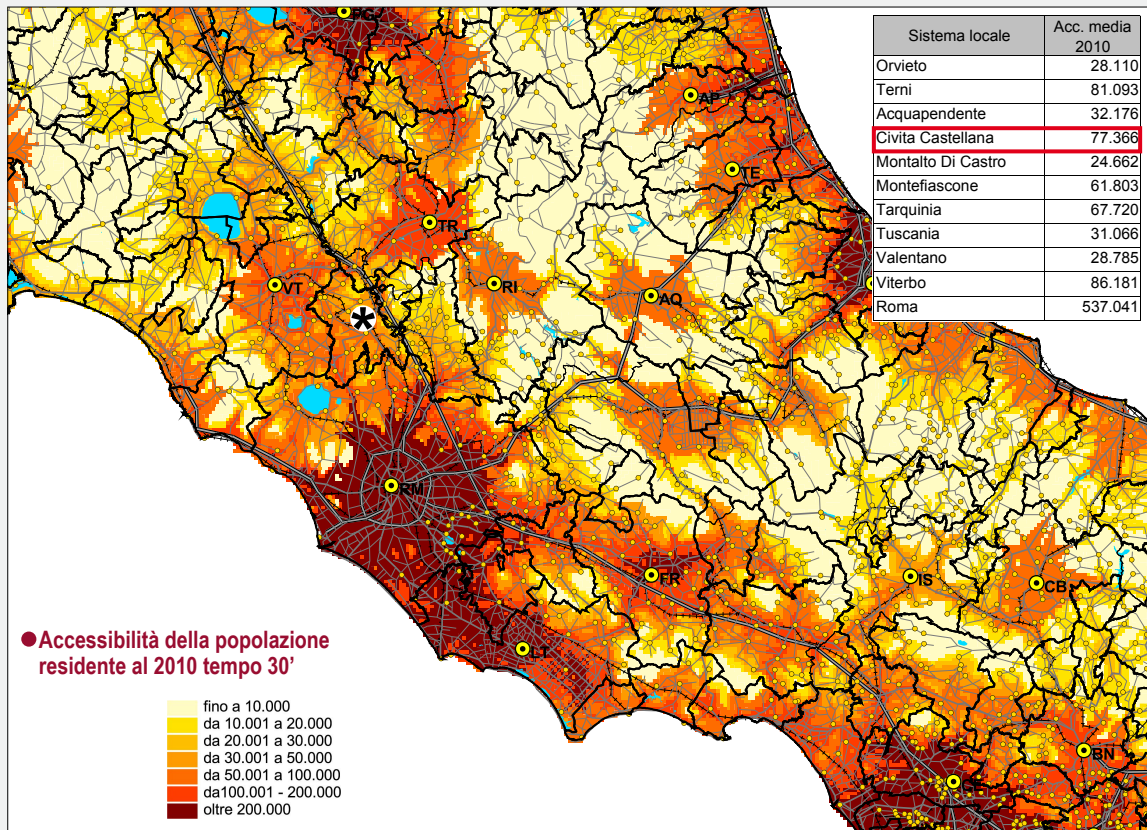 Sistema locale Acc. media 2010
Orvieto 28.110
Terni 81.093
Acquapendente 32.176
Civita Castellana 77.366
Montalto Di Castro 24.662
Montefiascone 61.803
Tarquinia 67.720
Tuscania 31.066
Valentano 28.785
Viterbo 86.181
Roma 537.041
AP
TE
TR
VT
RI
AQ
*
RM
FR
IS
CB
LT
BN
Accessibilità della popolazione
residente al 2010 tempo 30'
fino a 10.000
da 10.001 a 20.000
da 20.001 a 30.000
da 30.001 a 50.000
da 50.001 a 100.000
da100.001 - 200.000
oltre 200.000